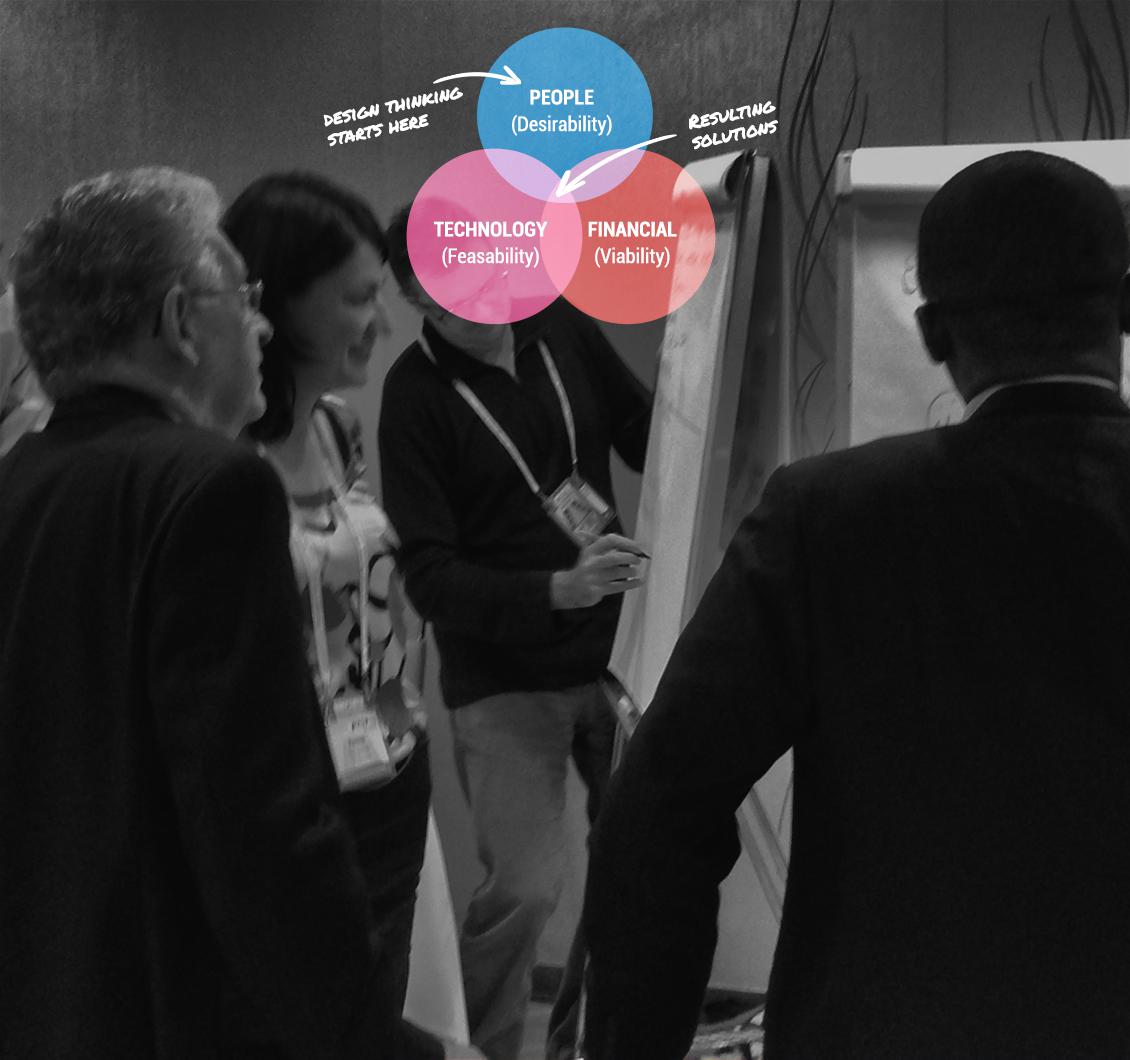 DESIGN THINKING
STARTS HERE
PEOPLE
(Desirability)
RESULTING
SOLUTIONS
TECHNOLOGY
(Feasability)
FINANCIAL
(Viability)